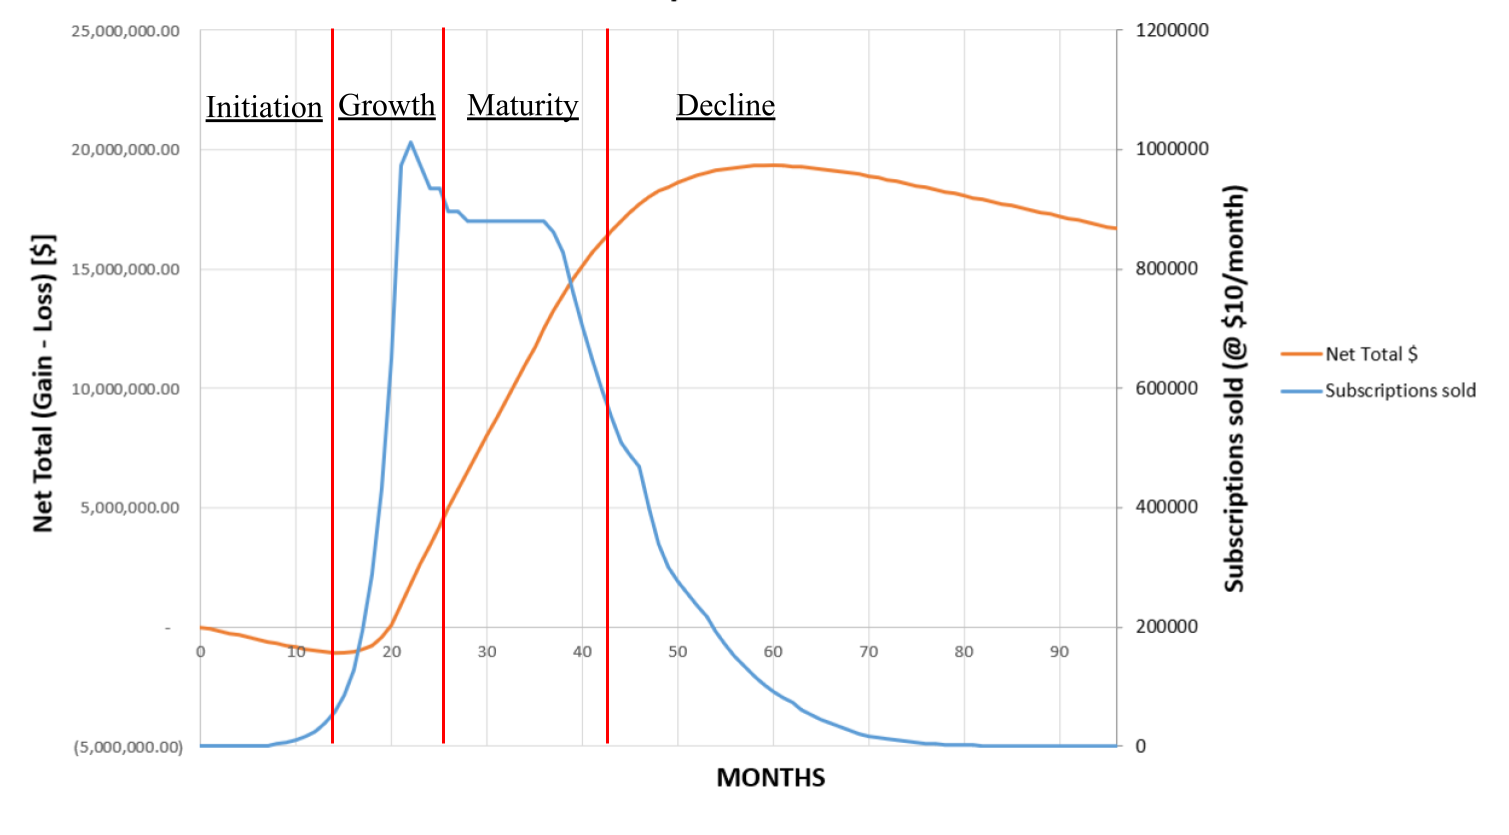 25,000,000.00
20,000,000.00
15,000,000.00
10,000,000.00
5,000,000.00
-
(5,000,000.00)
Net Total (Gain - Loss) [$]
Initiation Growth Maturity Decline
0 10 20 30 40 50 60 70 80 90
MONTHS
1200000
1000000
800000
600000
400000
200000
0
Subscriptions sold (@ $10/month)
Net Total $
Subscriptions sold